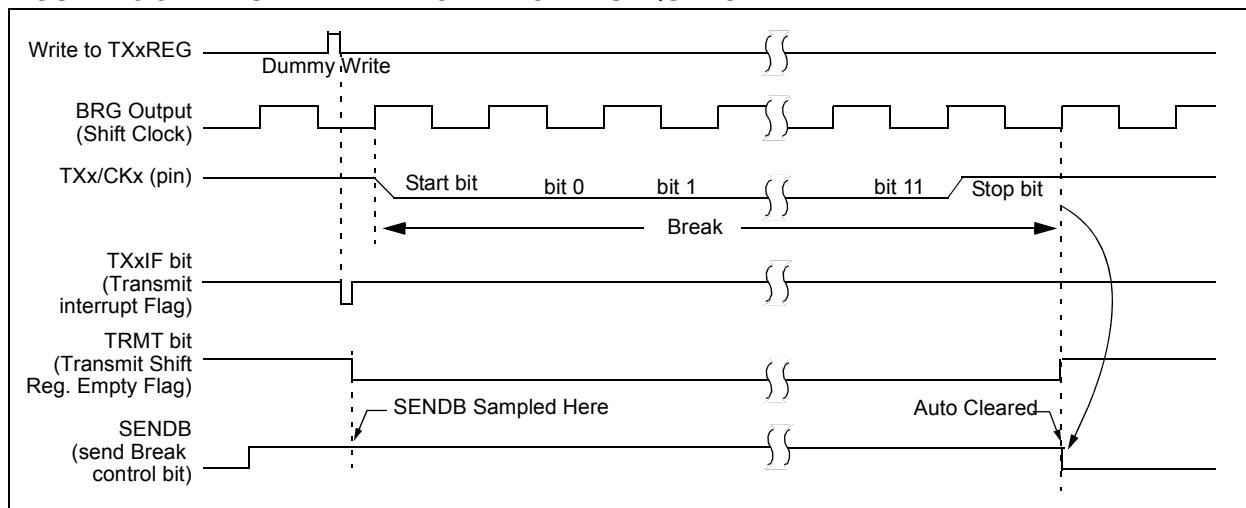 Write to TXxREG
Dummy Write
BRG Output
(Shift Clock)
TXx/CKx (pin)
Start bit
bit 0
bit 1
bit 11
Stop bit
Break
TXxIF bit
(Transmit
interrupt Flag)
TRMT bit
(Transmit Shift
Reg. Empty Flag)
SENDB Sampled Here
Auto Cleared
SENDB
(send Break
control bit)